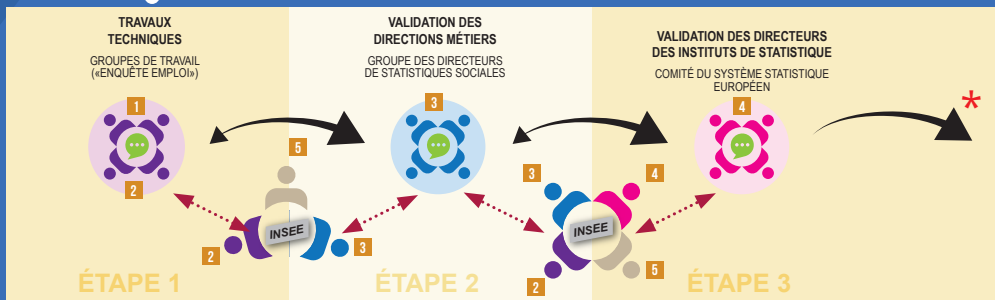 TRAVAUX
TECHNIQUES
GROUPES DE TRAVAIL
(«ENQUÊTE EMPLOI»)
1
2
ÉTAPE 1
VALIDATION DES
DIRECTIONS MÉTIERS
GROUPE DES DIRECTEURS
DE STATISTIQUES SOCIALES
3
5
INSEE
2
3
ÉTAPE 2
VALIDATION DES DIRECTEURS
DES INSTITUTS DE STATISTIQUE
COMITÉ DU SYSTÈME STATISTIQUE
EUROPÉEN
4
*
3
4
INSEE
2
5
ÉTAPE 3